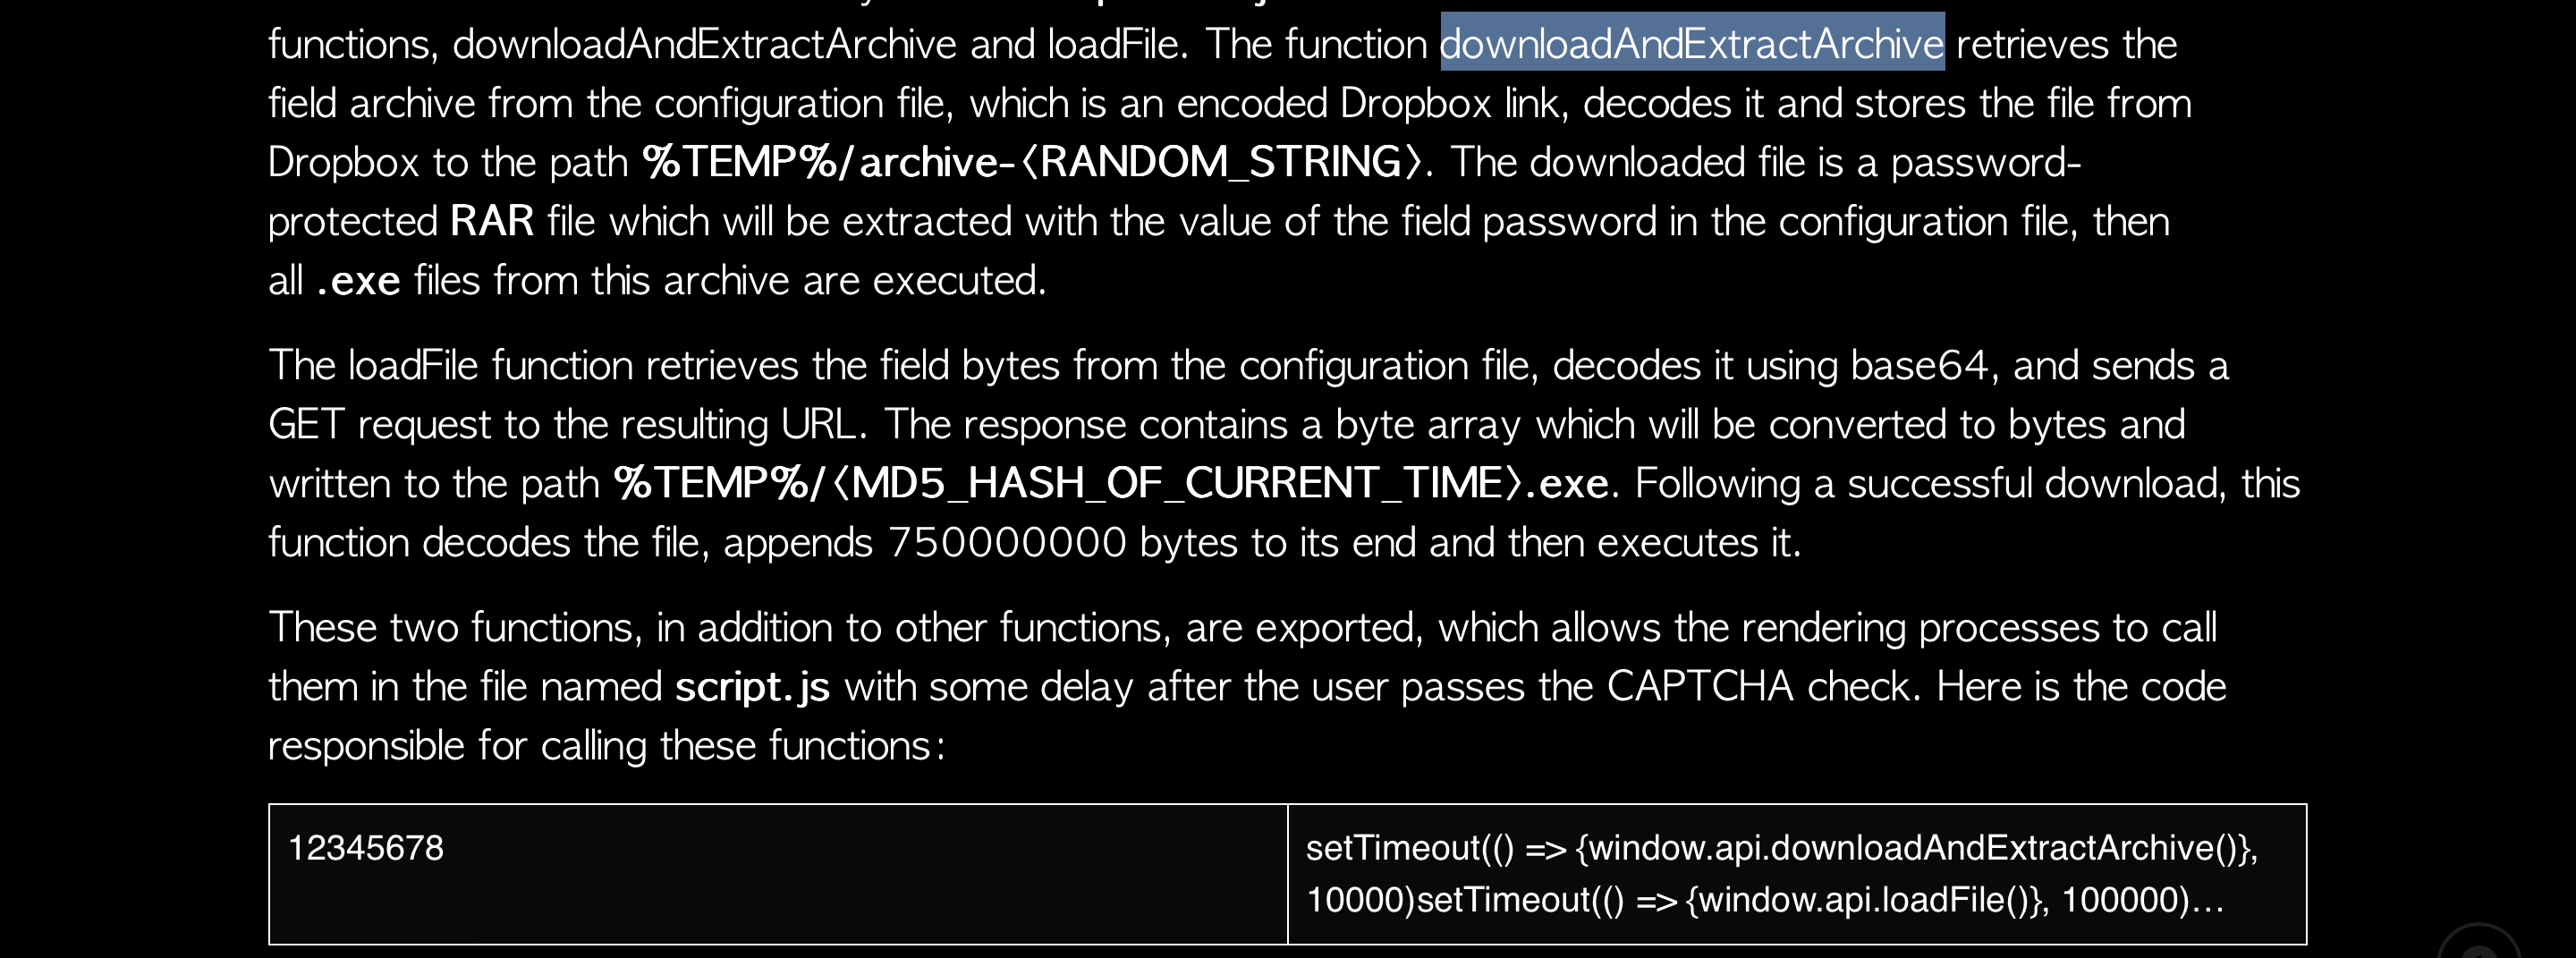 functions, downloadAndExtractArchive and loadFile. The function downloadAndExtractArchive retrieves the
field archive from the configuration file, which is an encoded Dropbox link, decodes it and stores the file from
Dropbox to the path %TEMP%/archive-<RANDOM_STRING>. The downloaded file is a password-
protected RAR file which will be extracted with the value of the field password in the configuration file, then
all .exe files from this archive are executed.
The loadFile function retrieves the field bytes from the configuration file, decodes it using base64, and sends a
GET request to the resulting URL. The response contains a byte array which will be converted to bytes and
written to the path %TEMP%/<MD5_HASH_OF_CURRENT_TIME>.exe. Following a successful download, this
function decodes the file, appends 750000000 bytes to its end and then executes it.
These two functions, in addition to other functions, are exported, which allows the rendering processes to call
them in the file named script.js with some delay after the user passes the CAPTCHA check. Here is the code
responsible for calling these functions:
12345678
setTimeout(() => {window.api.downloadAndExtractArchive()},
10000)setTimeout(() => {window.api.loadFile()}, 100000)…